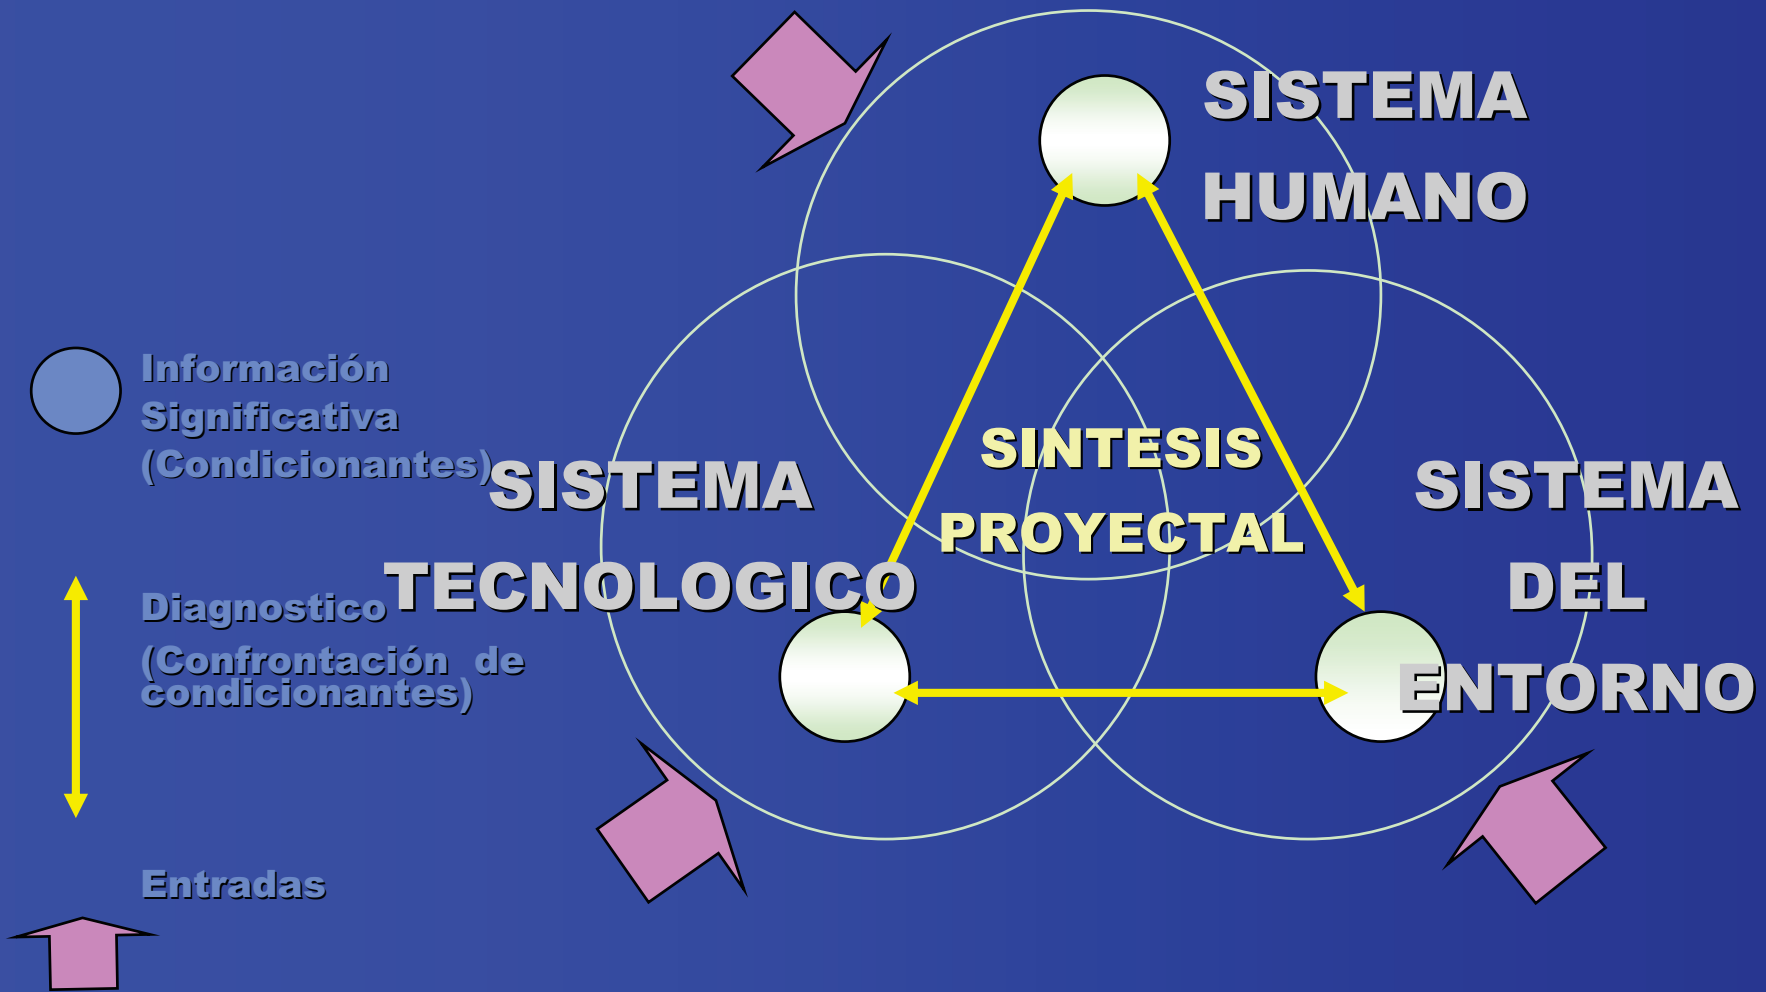 SISTEMA
HUMANO
Información
Significativa
(Condicionantes)
SISTEMA
TECNOLOGICO
SINTESIS
PROYECTAL
SISTEMA
DEL
ENTORNO
Diagnostico
(Confrontación de
condicionantes)
Entradas